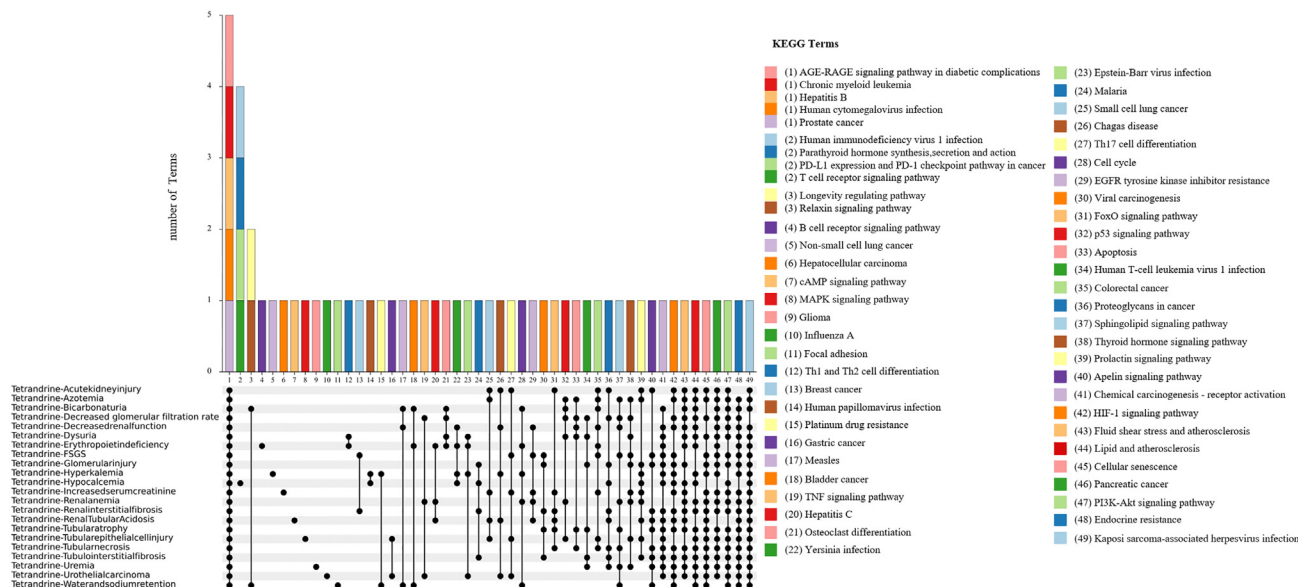 5
4
3
2
1
0
number of Terms
1 2 3 4 5 6 7 8 9 10 11 12 13 14 15 16 17 18 19 20 21 22 23 24 25 26 27 28 29 30 31 32 33 34 35 36 37 38 39 40 41 42 43 44 45 46 47 48 49
Tetrandrine-Acutekidneyinjury
Tetrandrine-Azotemia
Tetrandrine-Bicarbonaturia
Tetrandrine-Decreased glomerular filtration rate
Tetrandrine-Decreasedrenalfunction
Tetrandrine-Dysuria
Tetrandrine-Erythropoietindeficiency
Tetrandrine-FSGS
Tetrandrine-Glomerularinjury
Tetrandrine-Hyperkalemia
Tetrandrine-Hypocalcemia
Tetrandrine-Increasedserumcreatinine
Tetrandrine-Renalanemia
Tetrandrine-Renalinterstitialfibrosis
Tetrandrine-RenalTubularAcidosis
Tetrandrine-Tubularatrophy
Tetrandrine-Tubularepithelialcellinjury
Tetrandrine-Tubularnecrosis
Tetrandrine-Tubulointerstitialfibrosis
Tetrandrine-Uremia
Tetrandrine-Urothelialcarcinoma
Tetrandrine-Waterandsodiumretention
KEGG Terms
(1) AGE-RAGE signaling pathway in diabetic complications
(1) Chronic myeloid leukemia
(1) Hepatitis B
(1) Human cytomegalovirus infection
(1) Prostate cancer
(2) Human immunodeficiency virus 1 infection
(2) Parathyroid hormone synthesis,secretion and action
(2) PD-L1 expression and PD-1 checkpoint pathway in cancer
(2) T cell receptor signaling pathway
(3) Longevity regulating pathway
(3) Relaxin signaling pathway
(4) B cell receptor signaling pathway
(5) Non-small cell lung cancer
(6) Hepatocellular carcinoma
(7) cAMP signaling pathway
(8) MAPK signaling pathway
(9) Glioma
(10) Influenza A
(11) Focal adhesion
(12) Th1 and Th2 cell differentiation
(13) Breast cancer
(14) Human papillomavirus infection
(15) Platinum drug resistance
(16) Gastric cancer
(17) Measles
(18) Bladder cancer
(19) TNF signaling pathway
(20) Hepatitis C
(21) Osteoclast differentiation
(22) Yersinia infection
(23) Epstein-Barr virus infection
(24) Malaria
(25) Small cell lung cancer
(26) Chagas disease
(27) Th17 cell differentiation
(28) Cell cycle
(29) EGFR tyrosine kinase inhibitor resistance
(30) Viral carcinogenesis
(31) FoxO signaling pathway
(32) p53 signaling pathway
(33) Apoptosis
(34) Human T-cell leukemia virus 1 infection
(35) Colorectal cancer
(36) Proteoglycans in cancer
(37) Sphingolipid signaling pathway
(38) Thyroid hormone signaling pathway
(39) Prolactin signaling pathway
(40) Apelin signaling pathway
(41) Chemical carcinogenesis - receptor activation
(42) HIF-1 signaling pathway
(43) Fluid shear stress and atherosclerosis
(44) Lipid and atherosclerosis
(45) Cellular senescence
(46) Pancreatic cancer
(47) PI3K-Akt signaling pathway
(48) Endocrine resistance
(49) Kaposi sarcoma-associated herpesvirus infection